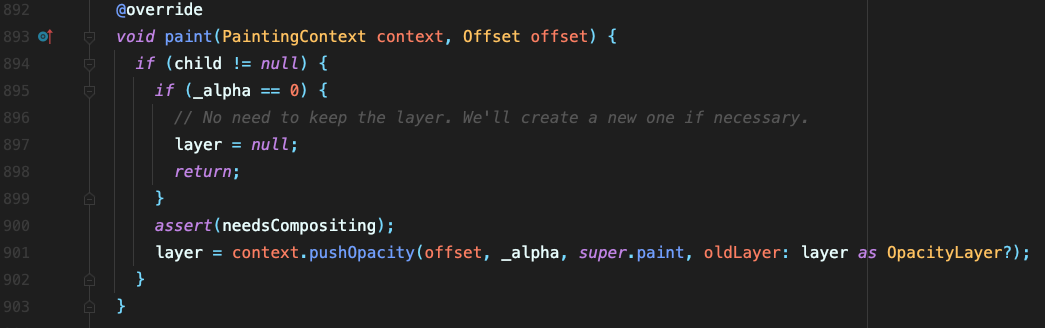 892 @override
893 void paint(PaintingContext context, Offset offset) {
894 if (child != null) {
895 if (_alpha == 0) {
896 // No need to keep the layer. We'll create a new one if necessary.
897 layer = null;
898 return;
899 }
900 assert(needsCompositing);
901 layer = context.pushOpacity(offset, _alpha, super.paint, oldLayer: layer as OpacityLayer?);
902 }
903 }